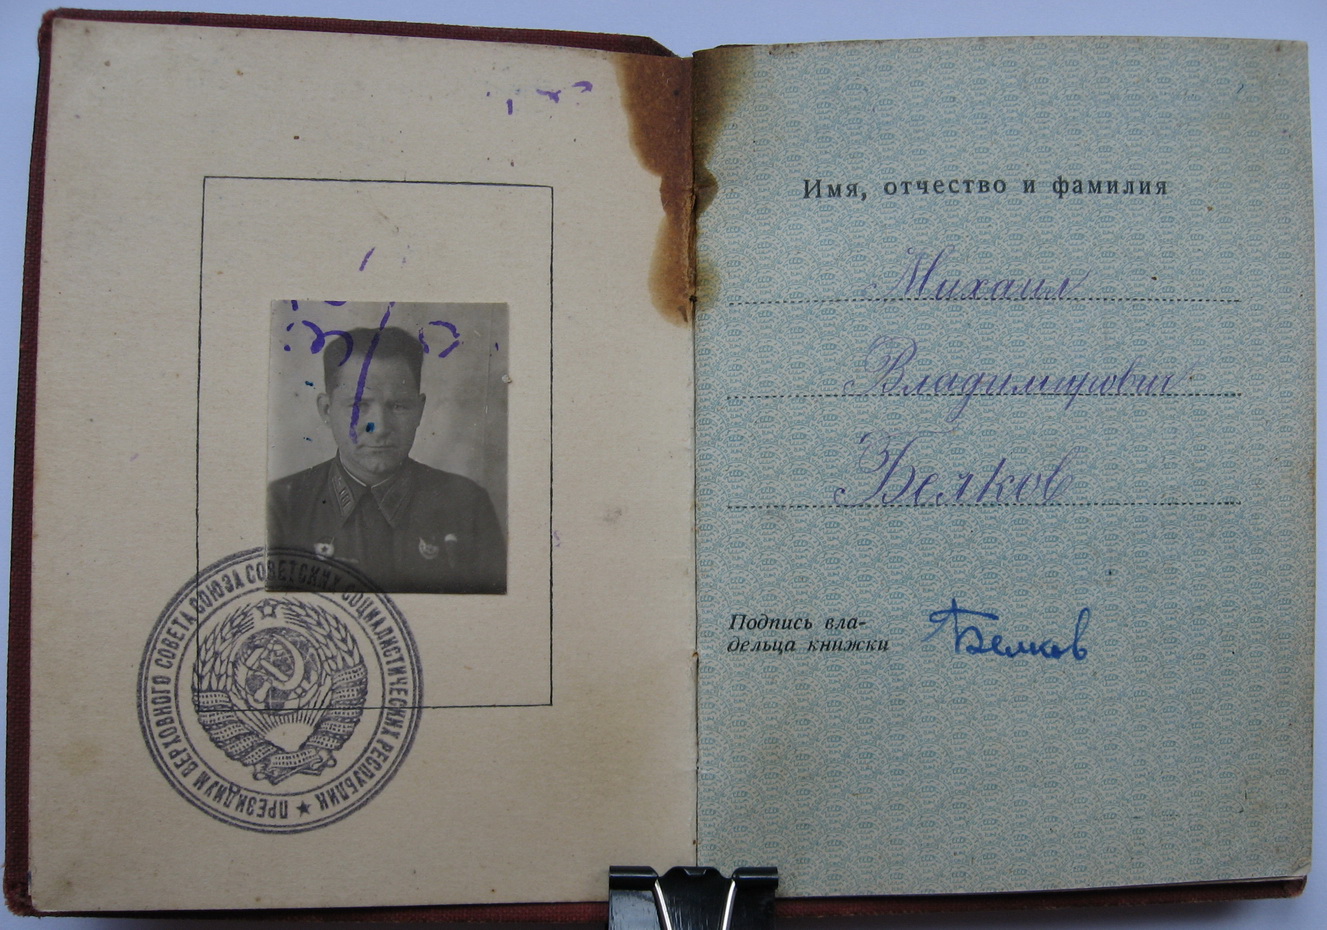 ПРЕЗИДИУМ ВЕРХОВНОГО СОВЕТА СОЮЗА СОВЕТСКИХ СОЦИАЛИСТИЧЕСКИХ РЕСПУБЛИК
Имя, отчество и фамилия
Михаил
Владимирович
Белков
Подпись вла-
дельца книжки
Белков